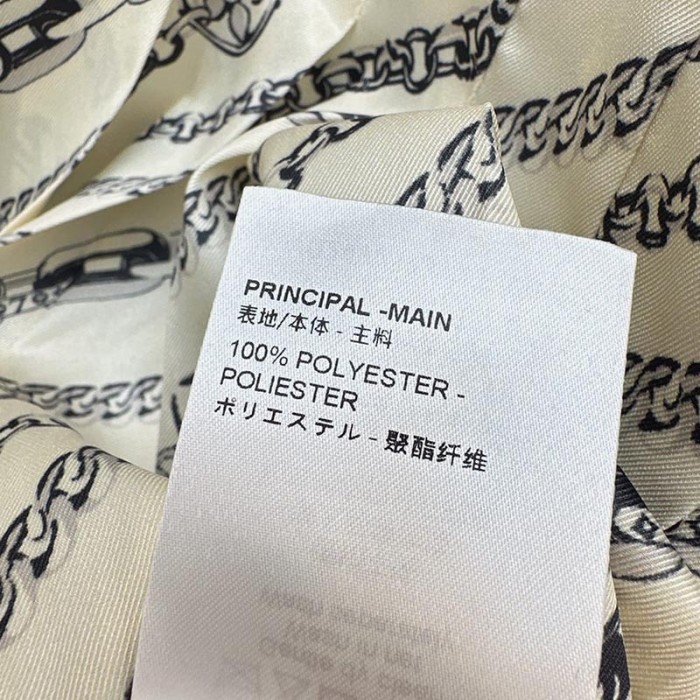 PRINCIPAL -MAIN
表地/本体 - 主料
100% POLYESTER -
POLIESTER
ポリエステル - 聚酯纤维